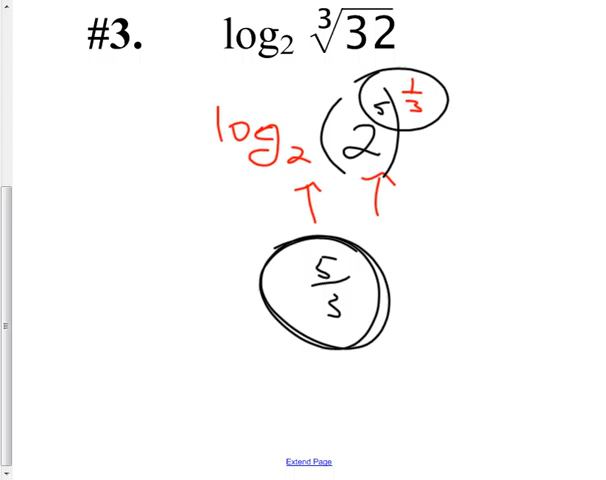 #3. log₂ ∛32
log₂ (2⁵)^⅓
5/3
Extend Page